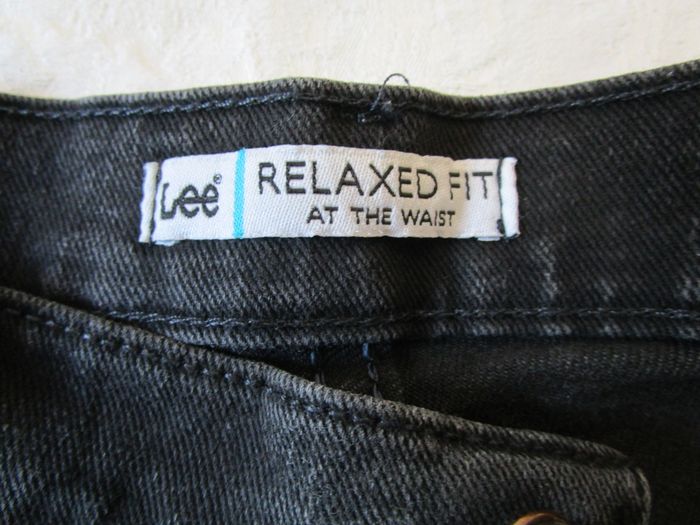 Lee® RELAXED FIT
AT THE WAIST